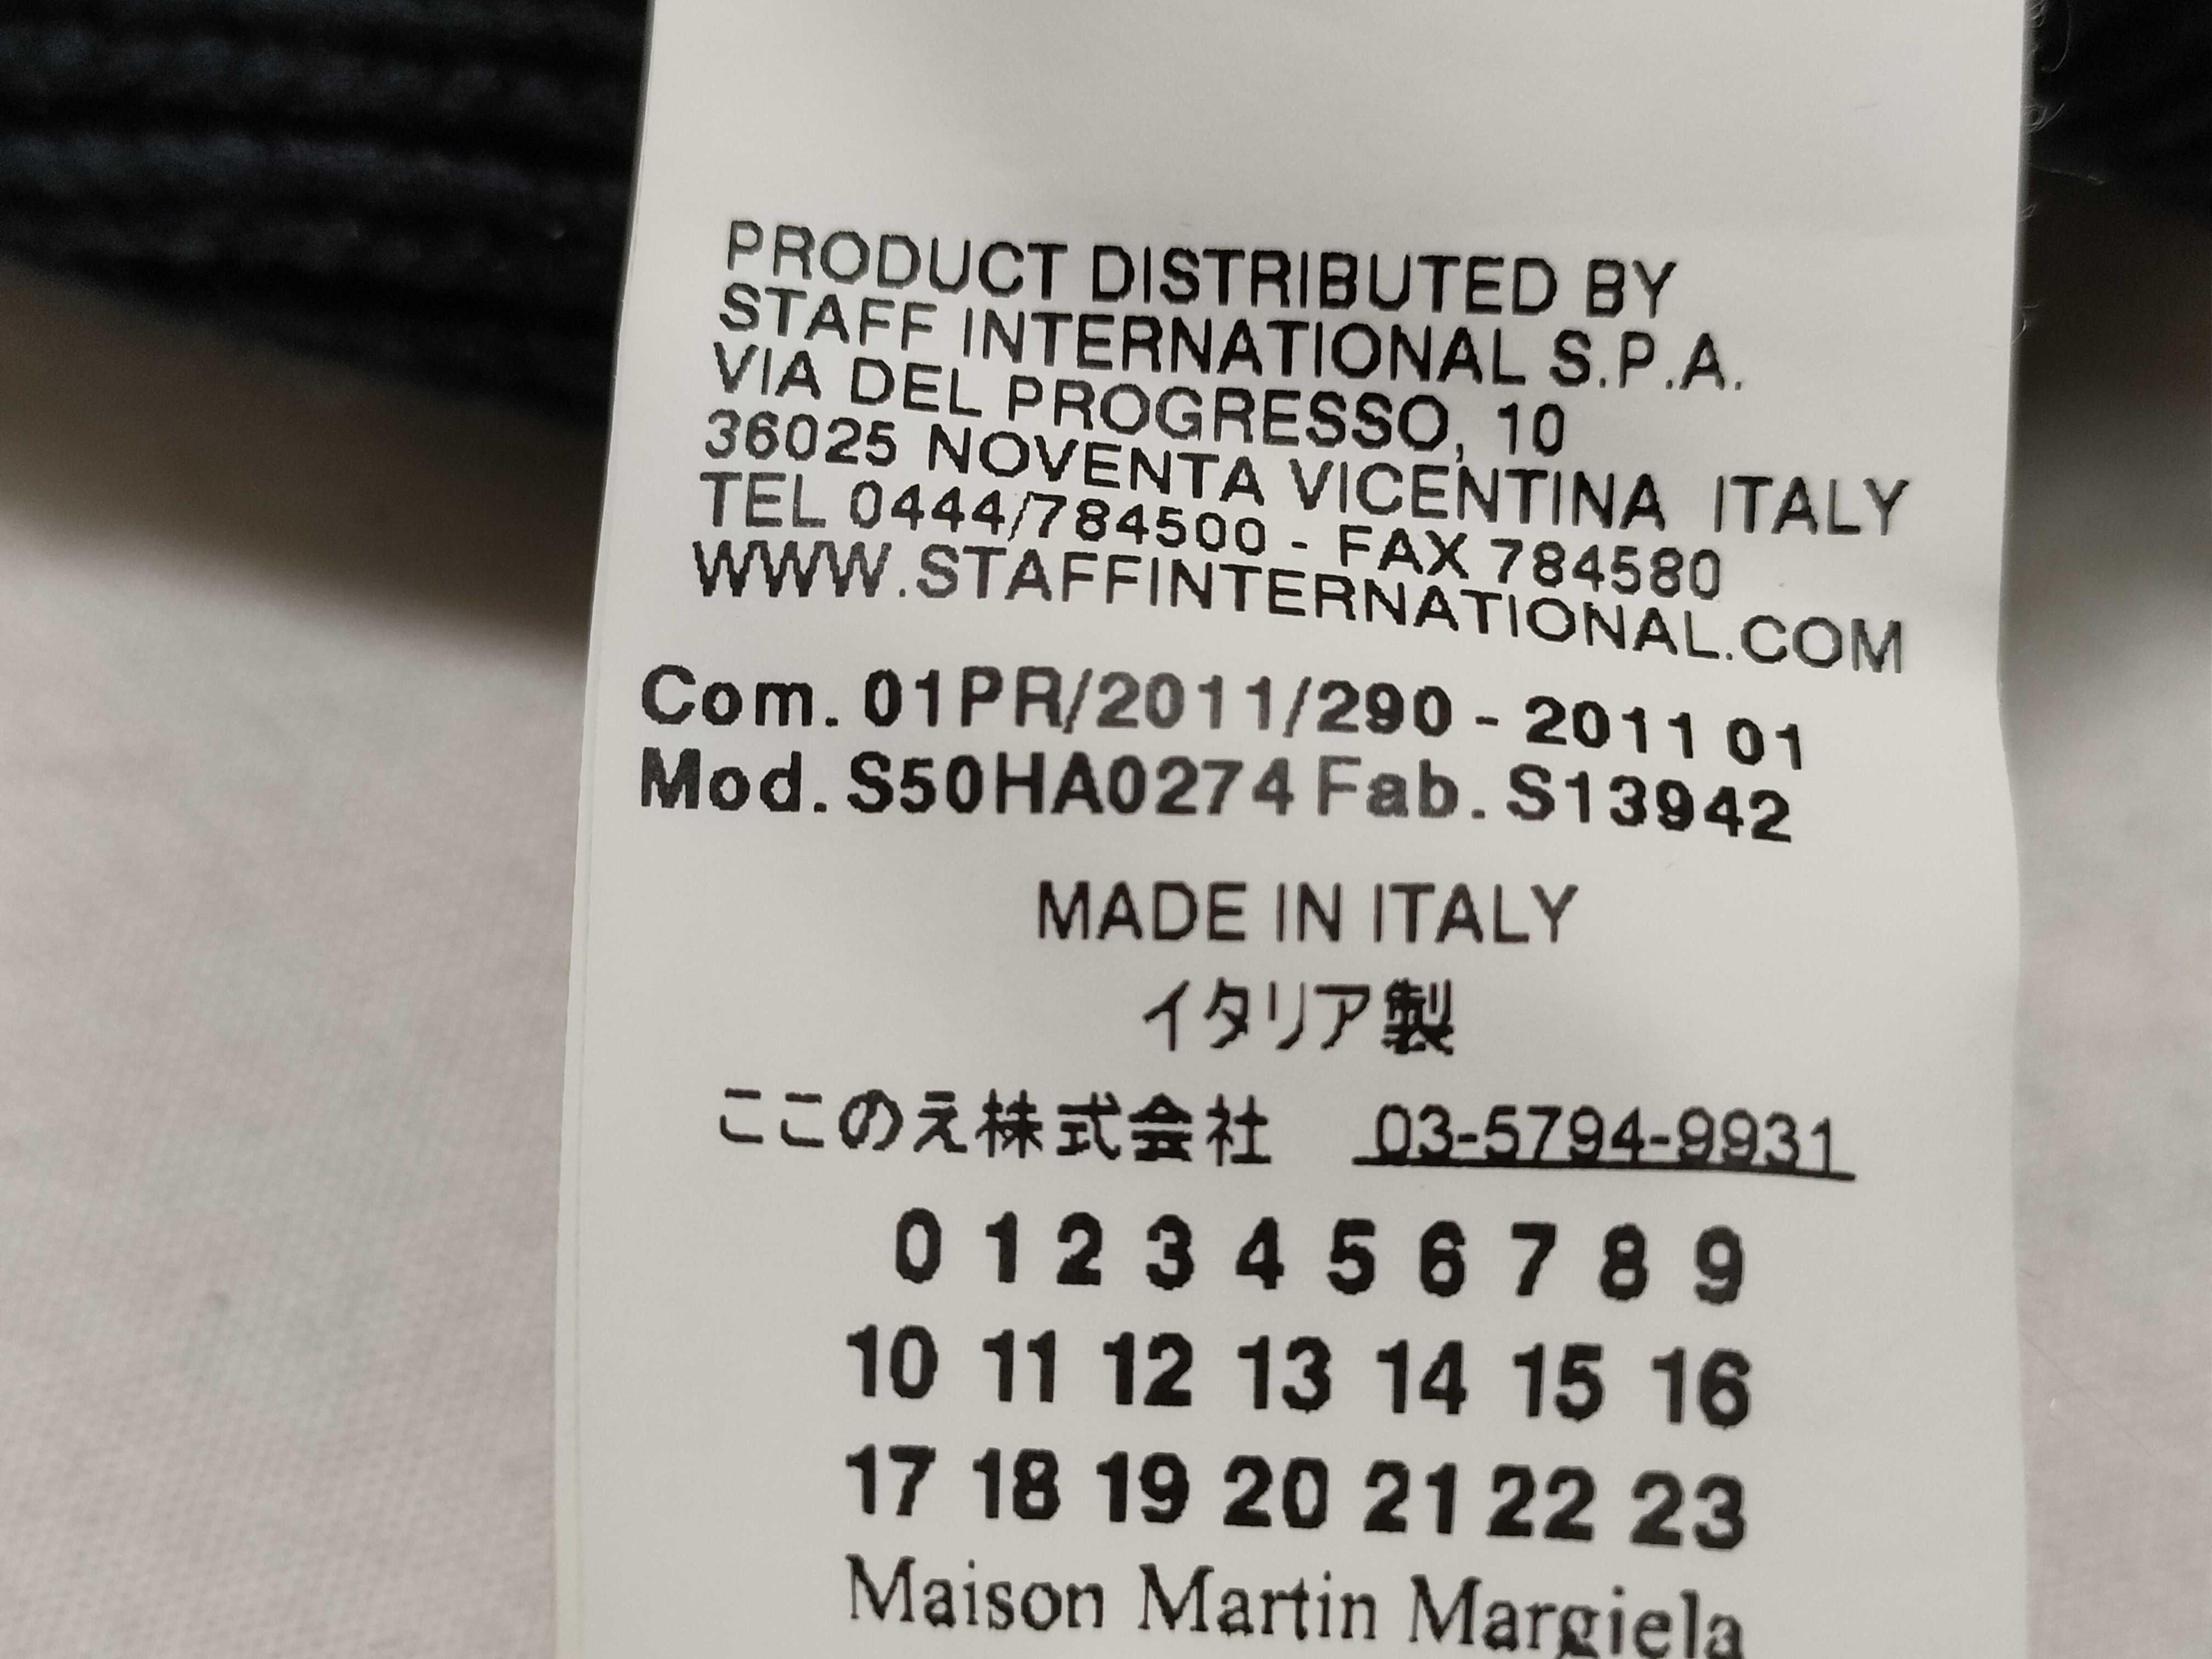 PRODUCT DISTRIBUTED BY
STAFF INTERNATIONAL S.P.A.
VIA DEL PROGRESSO, 10
36025 NOVENTA VICENTINA ITALY
TEL 0444/784500 - FAX 784580
WWW.STAFFINTERNATIONAL.COM
Com. 01PR/2011/290 - 2011 01
Mod. S50HA0274 Fab. S13942
MADE IN ITALY
イタリア製
ここのえ株式会社 03-5794-9931
0 1 2 3 4 5 6 7 8 9
10 11 12 13 14 15 16
17 18 19 20 21 22 23
Maison Martin Margiela